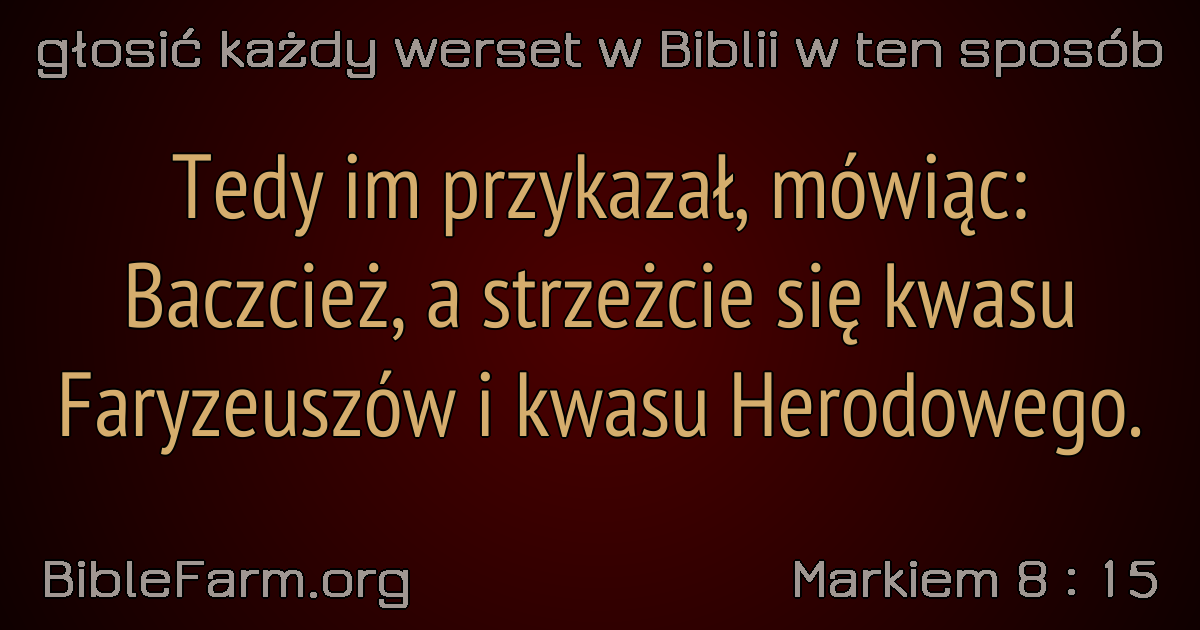 głosić każdy werset w Biblii w ten sposób
Tedy im przykazał, mówiąc:
Baczcież, a strzeżcie się kwasu
Faryzeuszów i kwasu Herodowego.
BibleFarm.org
Markiem 8 : 15